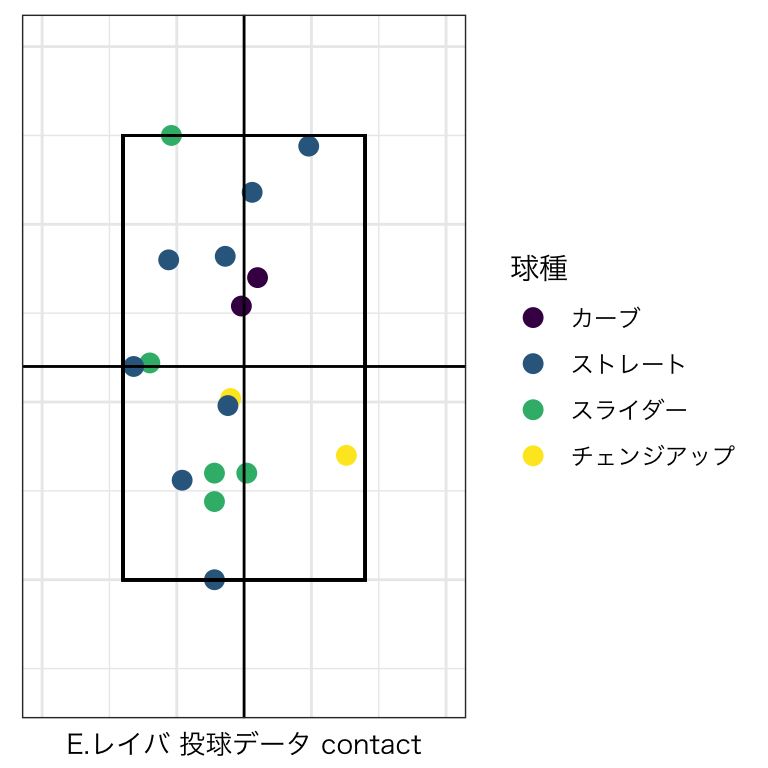 球種
カーブ
ストレート
スライダー
チェンジアップ
E.レイバ 投球データ contact